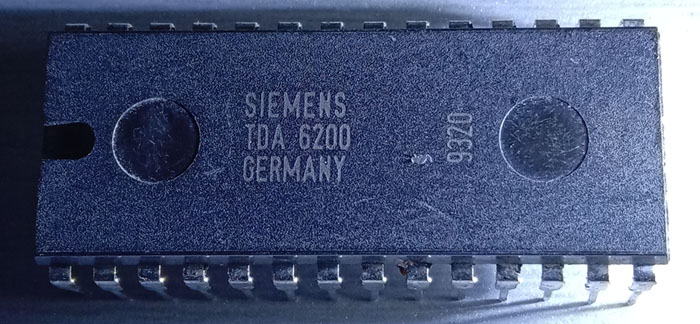 SIEMENS
TDA 6200
GERMANY
9320